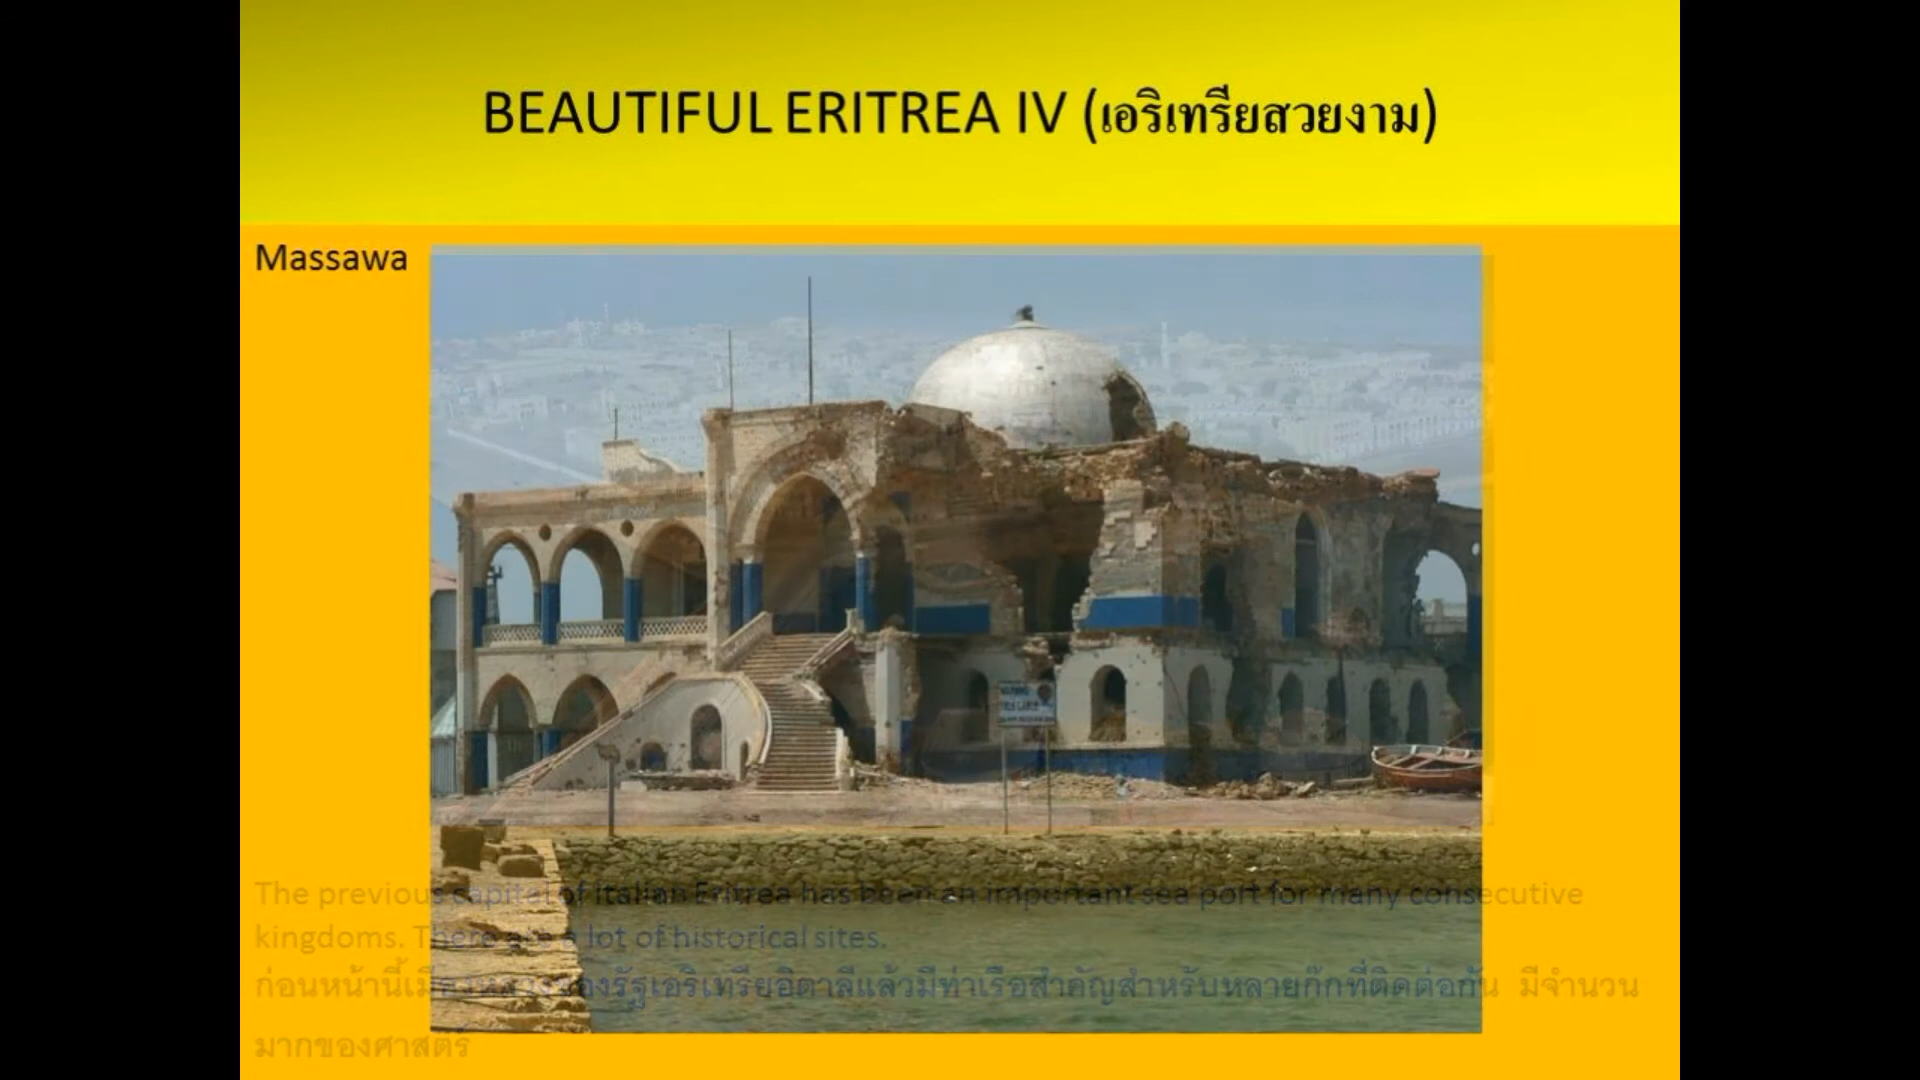 BEAUTIFUL ERITREA IV (เอริเทรียสวยงาม)
Massawa
The previous capital of Italian Eritrea has been an important sea port for many consecutive
kingdoms. There are a lot of historical sites.
ก่อนหน้านี้เมืองหลวงของรัฐเอริเทรียอิตาลีแล้วมีท่าเรือสำคัญสำหรับหลายก๊กที่ติดต่อกัน มีจำนวน
มากของศาสตร์